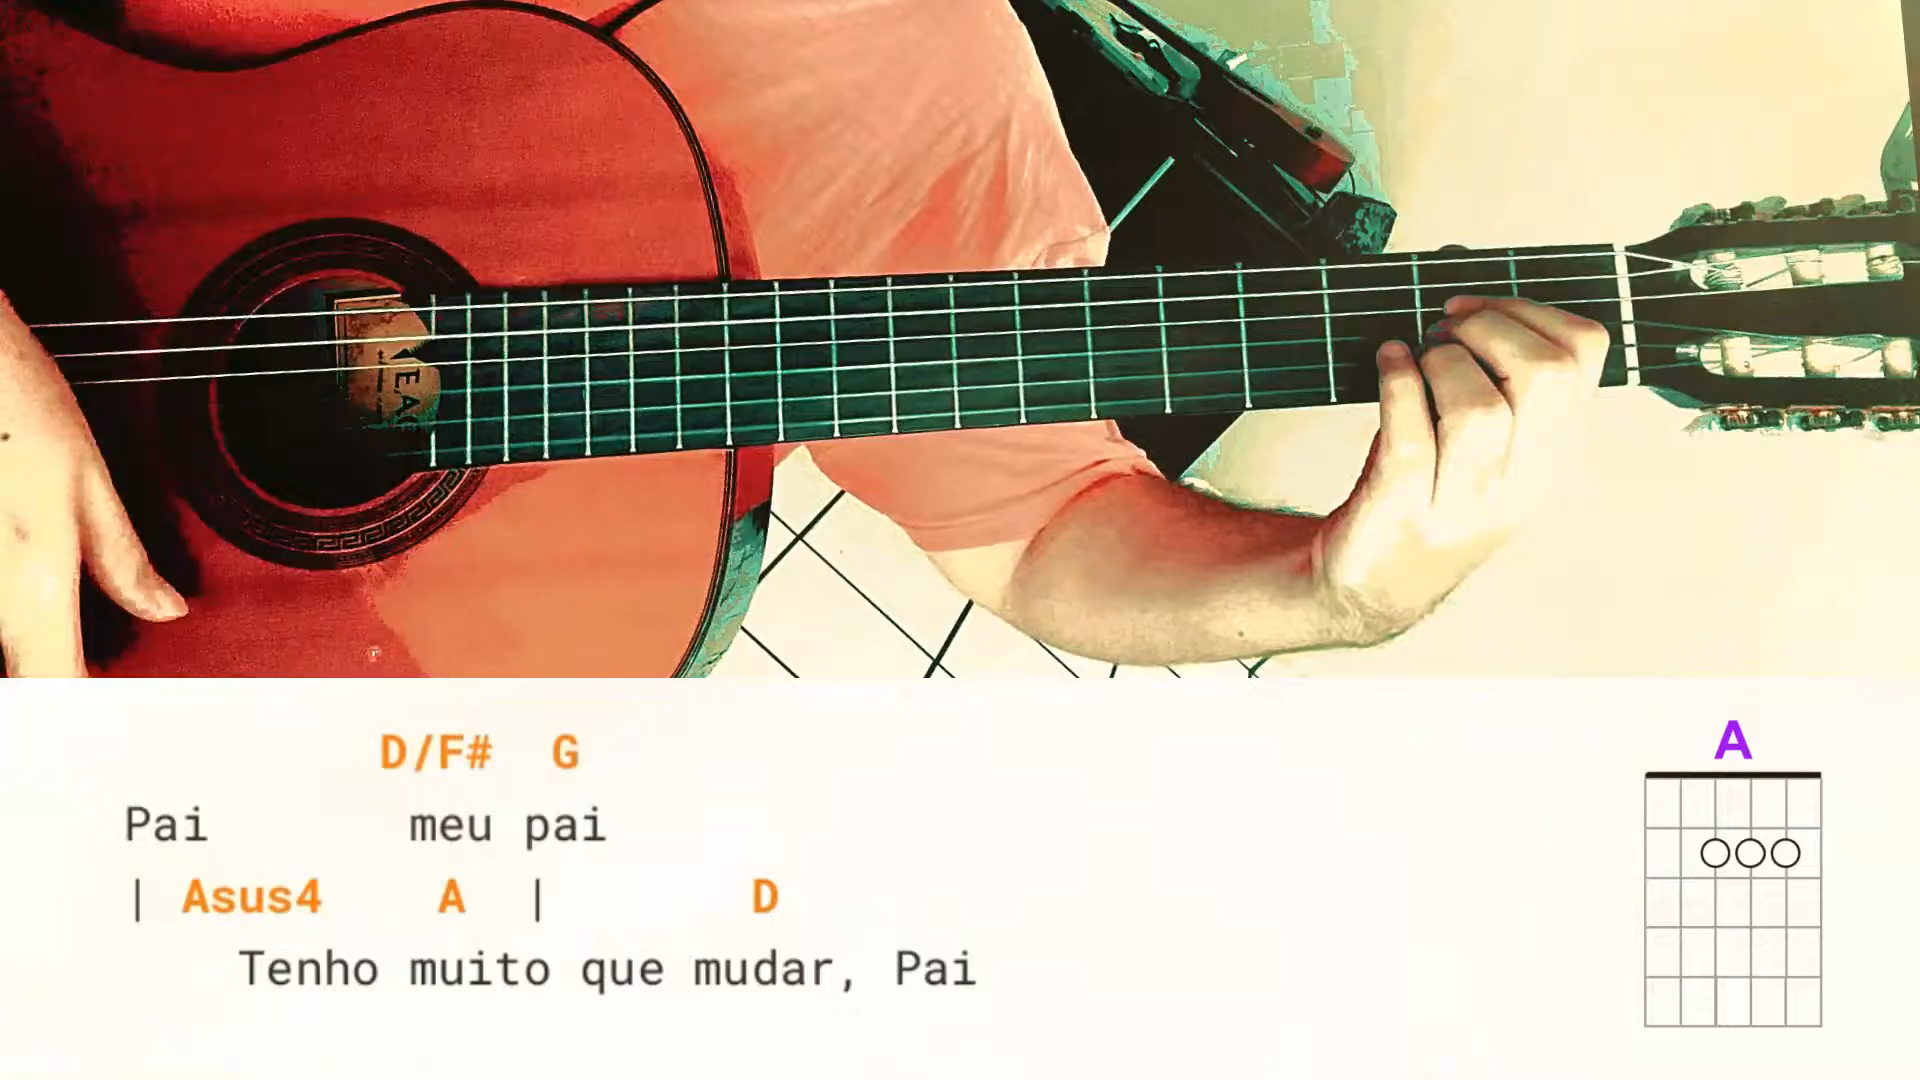 D/F# G
Pai meu pai
| Asus4 A | D
Tenho muito que mudar, Pai
A